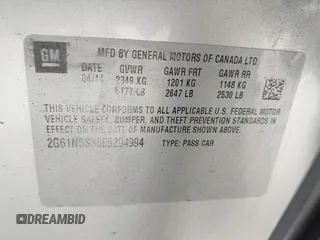 GM
MFD BY GENERAL MOTORS OF CANADA LTD.
DATE GVWR GAWR FRT GAWR RR
04/14 2349 KG 1201 KG 1148 KG
5177 LB 2647 LB 2530 LB
THIS VEHICLE CONFORMS TO ALL APPLICABLE U.S. FEDERAL MOTOR
VEHICLE SAFETY, BUMPER, AND THEFT PREVENTION STANDARDS
IN EFFECT ON THE DATE OF MANUFACTURE SHOWN ABOVE.
TYPE: PASS CAR
DEALER REVIEWS